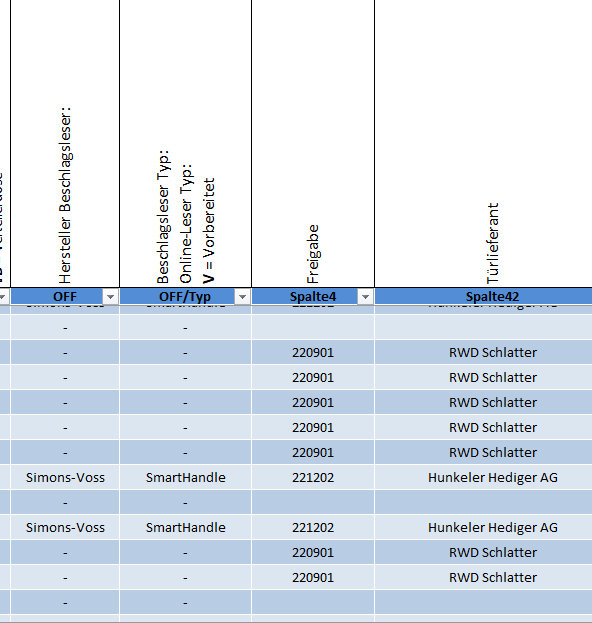 Hersteller Beschlagsleser:
Beschlagsleser Typ:
Online-Leser Typ:
V = Vorbereitet
Freigabe
Türlieferant
OFF OFF/Typ Spalte4 Spalte42
- -
- - 220901 RWD Schlatter
- - 220901 RWD Schlatter
- - 220901 RWD Schlatter
- - 220901 RWD Schlatter
- - 220901 RWD Schlatter
Simons-Voss SmartHandle 221202 Hunkeler Hediger AG
- -
Simons-Voss SmartHandle 221202 Hunkeler Hediger AG
- - 220901 RWD Schlatter
- - 220901 RWD Schlatter
- -